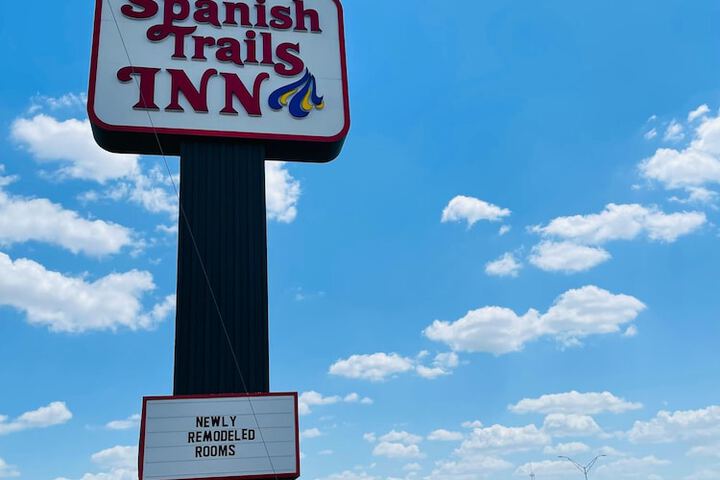 Spanish
Trails
INN
NEWLY
REMODELED
ROOMS